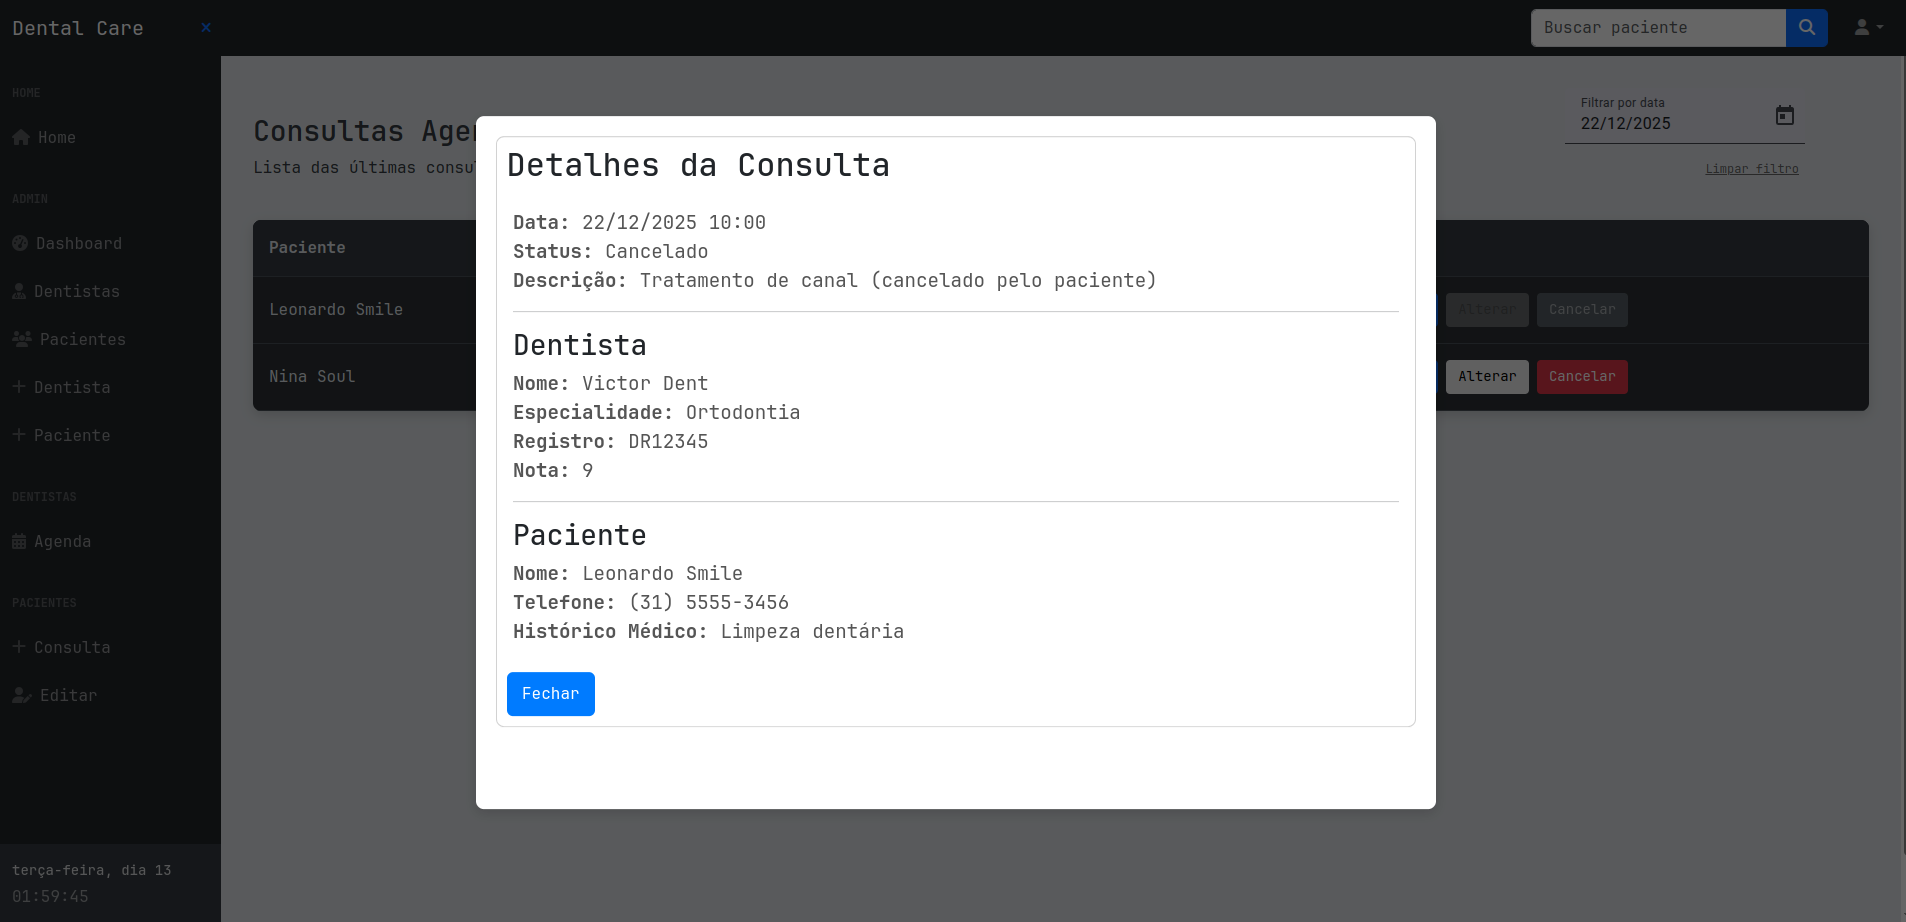 Dental Care ×
Buscar paciente
HOME
Home
ADMIN
Dashboard
Dentistas
Pacientes
+ Dentista
+ Paciente
DENTISTAS
Agenda
PACIENTES
+ Consulta
Editar
terça-feira, dia 13
01:59:45
Consultas Agen
Lista das últimas consul
Filtrar por data
22/12/2025
Limpar filtro
Paciente
Leonardo Smile
Alterar Cancelar
Nina Soul
Alterar Cancelar
Detalhes da Consulta
Data: 22/12/2025 10:00
Status: Cancelado
Descrição: Tratamento de canal (cancelado pelo paciente)
Dentista
Nome: Victor Dent
Especialidade: Ortodontia
Registro: DR12345
Nota: 9
Paciente
Nome: Leonardo Smile
Telefone: (31) 5555-3456
Histórico Médico: Limpeza dentária
Fechar